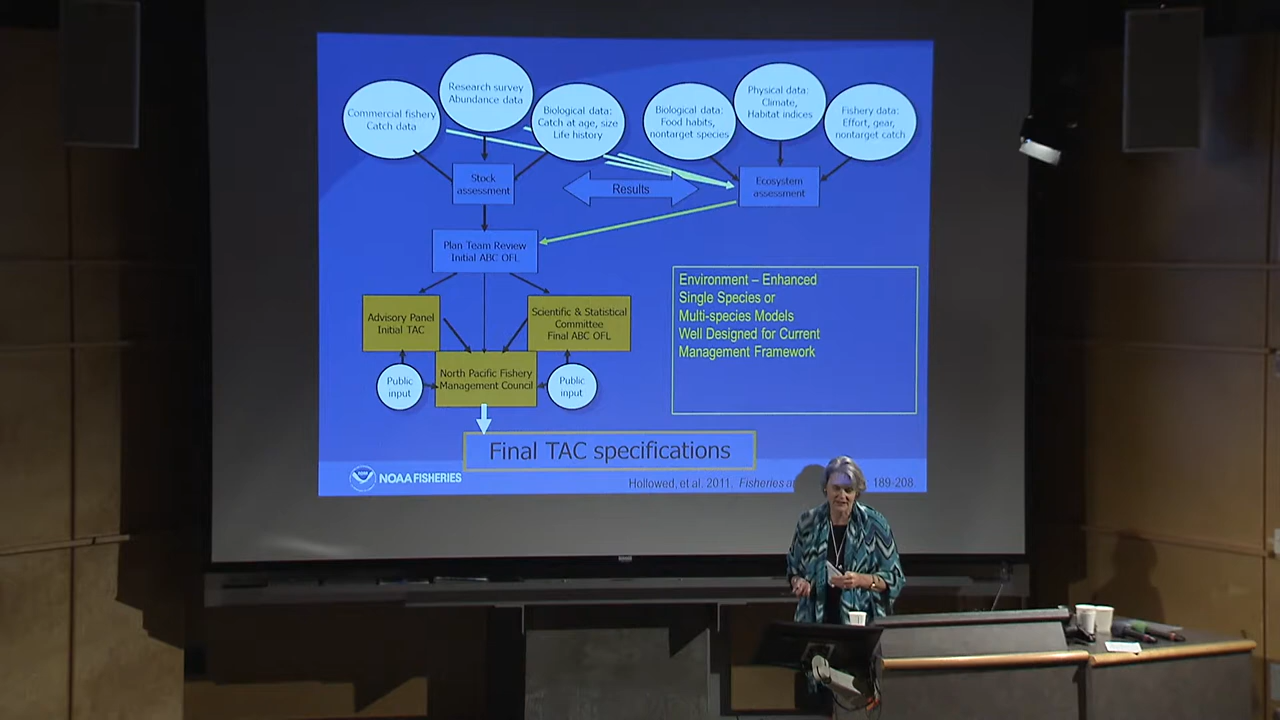 Commercial fishery
Catch data
Research survey
Abundance data
Biological data:
Catch at age, size
Life history
Biological data:
Food habits,
nontarget species
Physical data:
Climate,
Habitat indices
Fishery data:
Effort, gear,
nontarget catch
Stock
assessment
Results
Ecosystem
assessment
Plan Team Review
Initial ABC OFL
Environment – Enhanced
Single Species or
Multi-species Models
Well Designed for Current
Management Framework
Advisory Panel
Initial TAC
Scientific & Statistical
Committee
Final ABC OFL
Public
input
North Pacific Fishery
Management Council
Public
input
Final TAC specifications
NOAA FISHERIES
Hollowed, et al. 2011. Fisheries 189-208